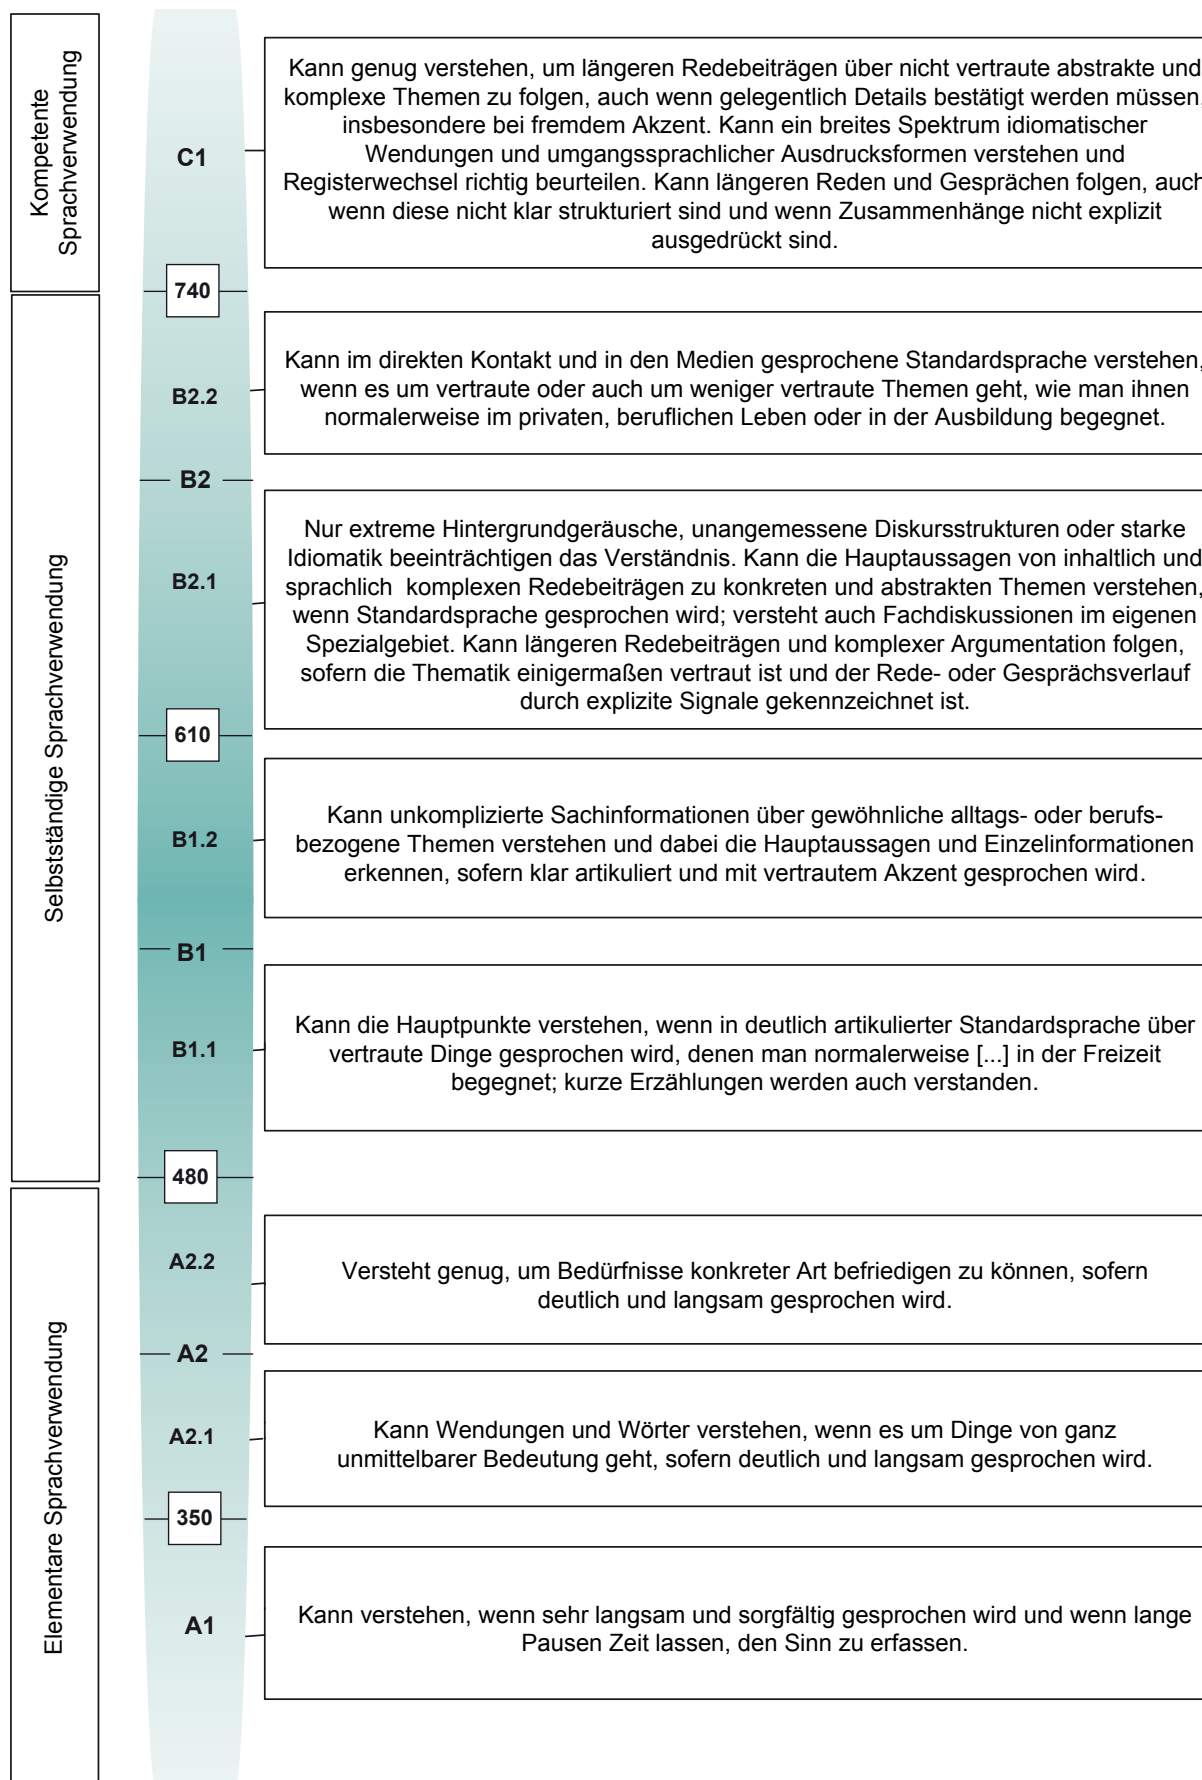 Kompetente
Sprachverwendung
C1
Kann genug verstehen, um längeren Redebeiträgen über nicht vertraute abstrakte und
komplexe Themen zu folgen, auch wenn gelegentlich Details bestätigt werden müssen,
insbesondere bei fremdem Akzent. Kann ein breites Spektrum idiomatischer
Wendungen und umgangssprachlicher Ausdrucksformen verstehen und
Registerwechsel richtig beurteilen. Kann längeren Reden und Gesprächen folgen, auch
wenn diese nicht klar strukturiert sind und wenn Zusammenhänge nicht explizit
ausgedrückt sind.
740
Selbstständige Sprachverwendung
B2.2
Kann im direkten Kontakt und in den Medien gesprochene Standardsprache verstehen,
wenn es um vertraute oder auch um weniger vertraute Themen geht, wie man ihnen
normalerweise im privaten, beruflichen Leben oder in der Ausbildung begegnet.
B2
B2.1
Nur extreme Hintergrundgeräusche, unangemessene Diskursstrukturen oder starke
Idiomatik beeinträchtigen das Verständnis. Kann die Hauptaussagen von inhaltlich und
sprachlich komplexen Redebeiträgen zu konkreten und abstrakten Themen verstehen,
wenn Standardsprache gesprochen wird; versteht auch Fachdiskussionen im eigenen
Spezialgebiet. Kann längeren Redebeiträgen und komplexer Argumentation folgen,
sofern die Thematik einigermaßen vertraut ist und der Rede- oder Gesprächsverlauf
durch explizite Signale gekennzeichnet ist.
610
B1.2
Kann unkomplizierte Sachinformationen über gewöhnliche alltags- oder berufs-
bezogene Themen verstehen und dabei die Hauptaussagen und Einzelinformationen
erkennen, sofern klar artikuliert und mit vertrautem Akzent gesprochen wird.
B1
B1.1
Kann die Hauptpunkte verstehen, wenn in deutlich artikulierter Standardsprache über
vertraute Dinge gesprochen wird, denen man normalerweise [...] in der Freizeit
begegnet; kurze Erzählungen werden auch verstanden.
480
Elementare Sprachverwendung
A2.2
Versteht genug, um Bedürfnisse konkreter Art befriedigen zu können, sofern
deutlich und langsam gesprochen wird.
A2
A2.1
Kann Wendungen und Wörter verstehen, wenn es um Dinge von ganz
unmittelbarer Bedeutung geht, sofern deutlich und langsam gesprochen wird.
350
A1
Kann verstehen, wenn sehr langsam und sorgfältig gesprochen wird und wenn lange
Pausen Zeit lassen, den Sinn zu erfassen.